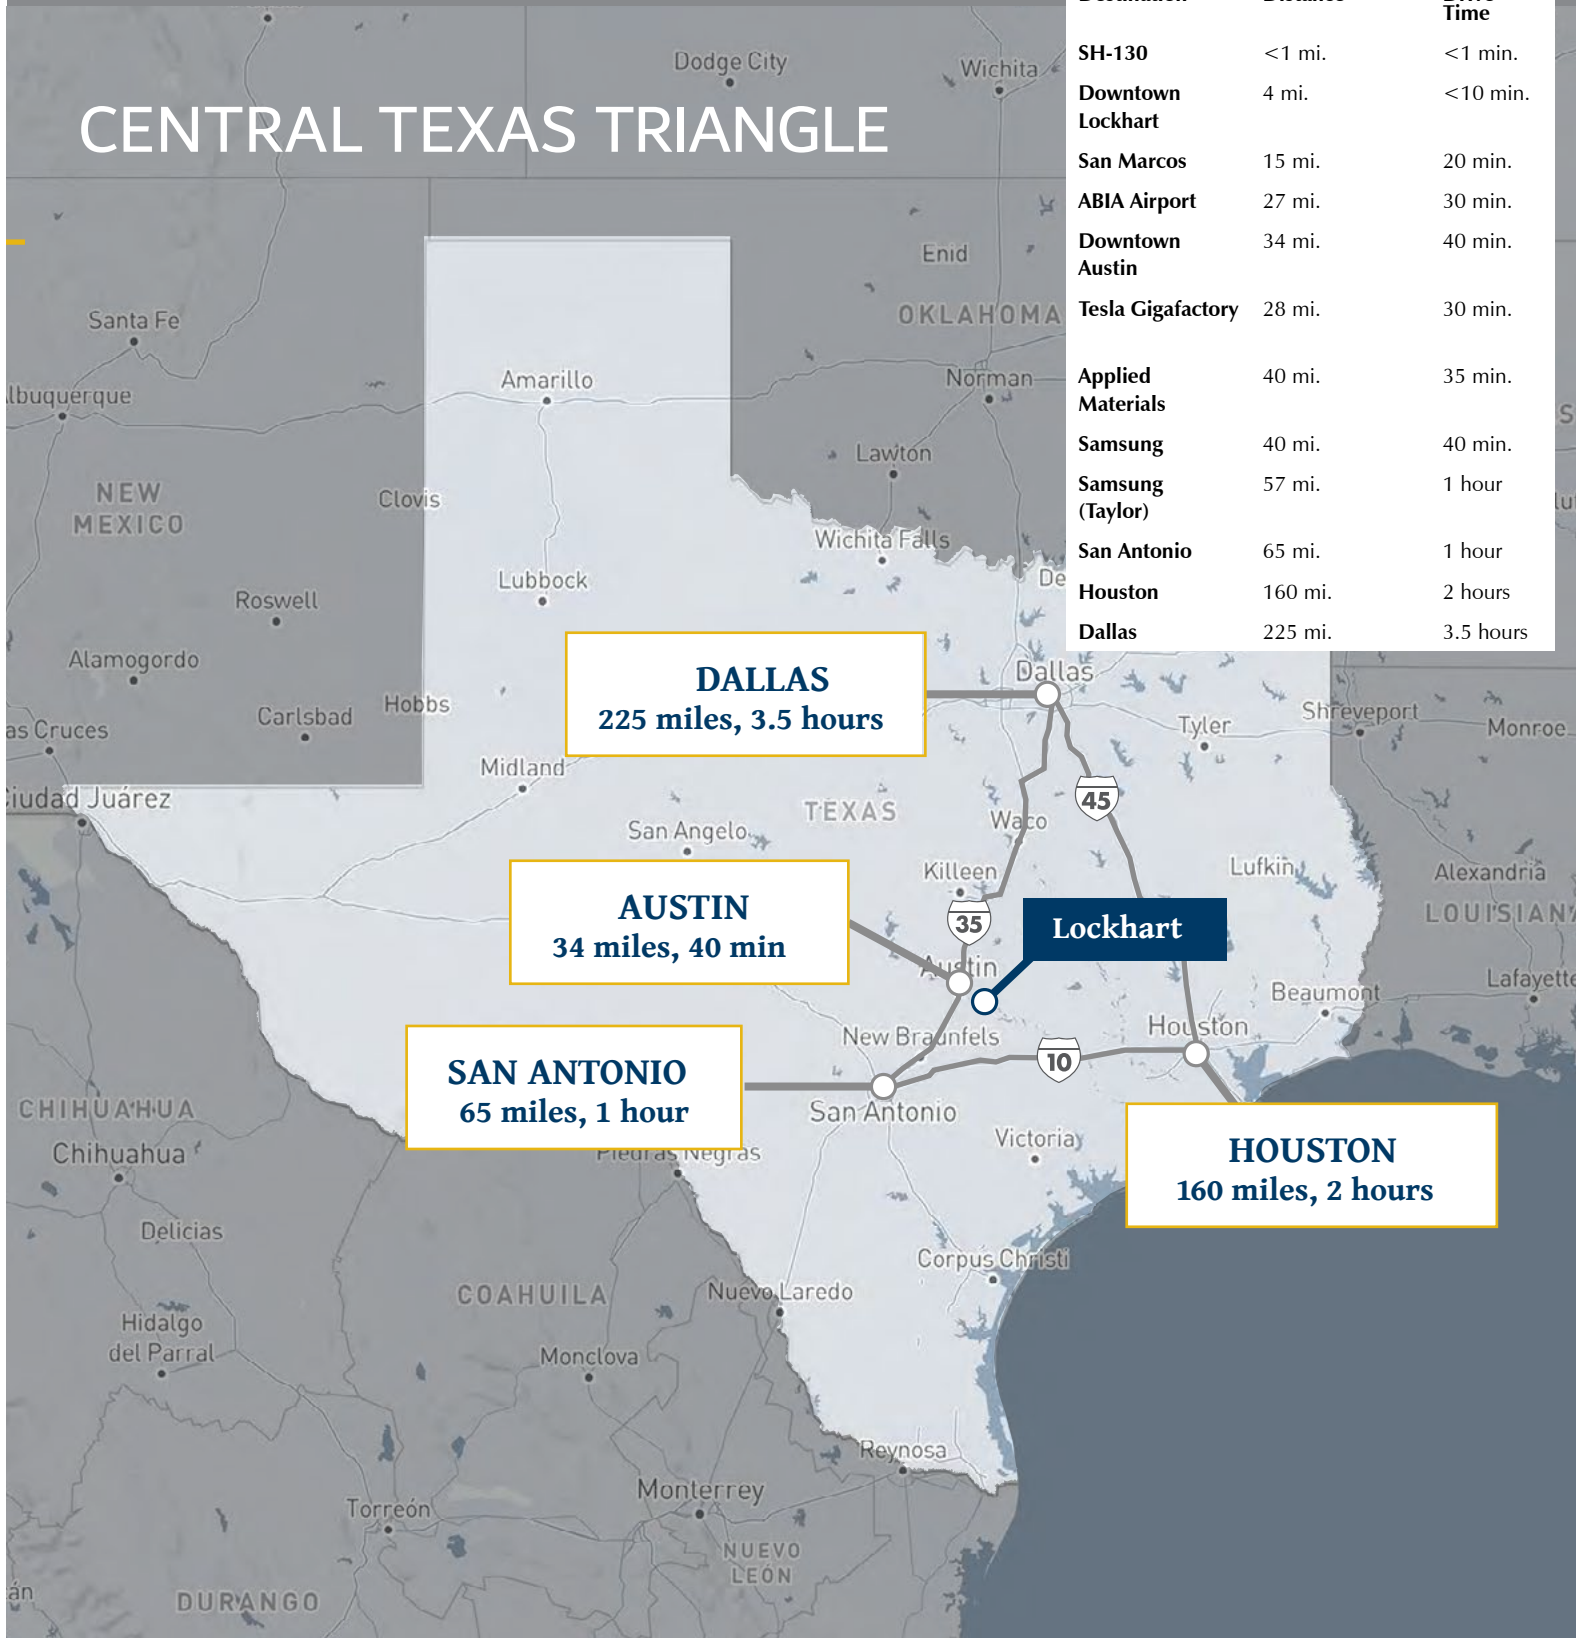 CENTRAL TEXAS TRIANGLE
Destination Distance Drive
Time
SH-130 <1 mi. <1 min.
Downtown 4 mi. <10 min.
Lockhart
San Marcos 15 mi. 20 min.
ABIA Airport 27 mi. 30 min.
Downtown 34 mi. 40 min.
Austin
Tesla Gigafactory 28 mi. 30 min.
Applied 40 mi. 35 min.
Materials
Samsung 40 mi. 40 min.
Samsung 57 mi. 1 hour
(Taylor)
San Antonio 65 mi. 1 hour
Houston 160 mi. 2 hours
Dallas 225 mi. 3.5 hours
Dodge City
Wichita
Enid
OKLAHOMA
Santa Fe
Amarillo
Norman
lbuquerque
Lawton
NEW
MEXICO
Clovis
Wichita Falls
Lubbock
De
Roswell
Alamogordo
Hobbs
Carlsbad
as Cruces
DALLAS
225 miles, 3.5 hours
Dallas
Tyler
Shreveport
Monroe
Midland
Ciudad Juárez
45
TEXAS
Waco
San Angelo
Killeen
Lufkin
Alexandria
LOUISIANA
AUSTIN
34 miles, 40 min
35
Lockhart
Austin
Lafayette
Beaumont
New Braunfels
Houston
10
SAN ANTONIO
65 miles, 1 hour
San Antonio
CHIHUAHUA
Chihuahua
Piedras Negras
Victoria
HOUSTON
160 miles, 2 hours
Delicias
Corpus Christi
COAHUILA
Nuevo Laredo
Hidalgo
del Parral
Monclova
Reynosa
Monterrey
Torreón
NUEVO
LEÓN
DURANGO
án